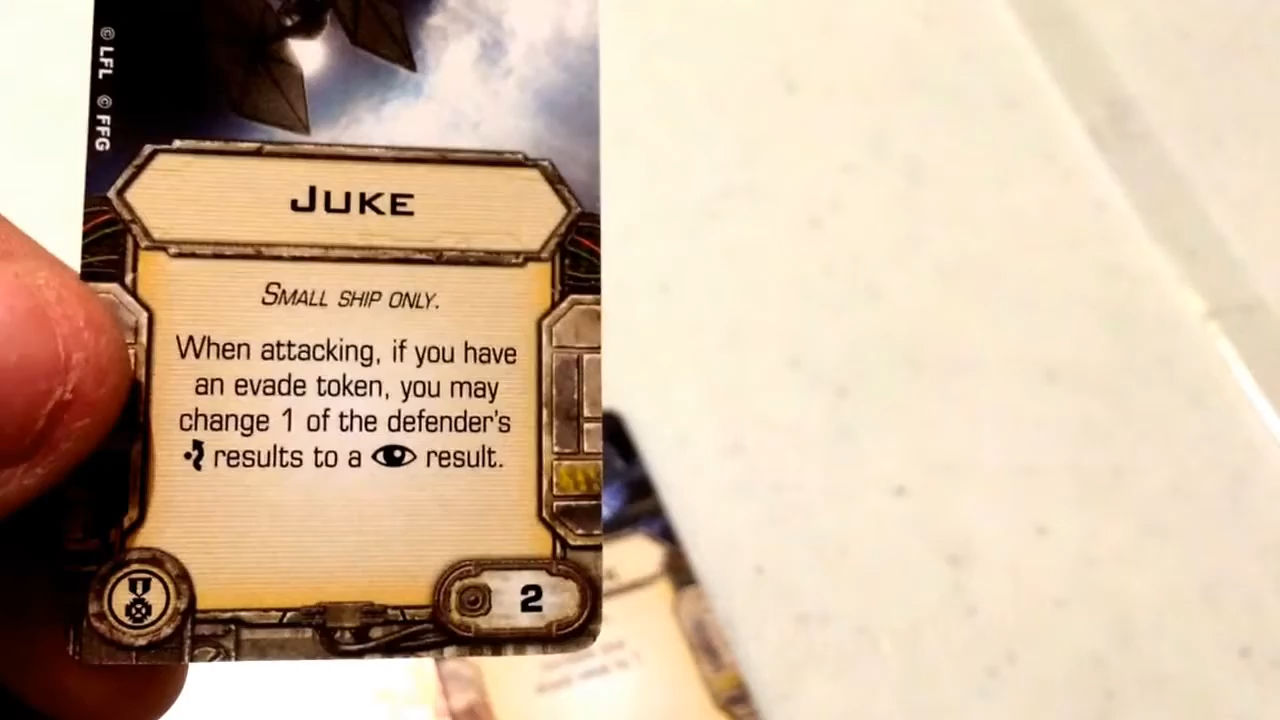 © LFL © FFG
JUKE
SMALL SHIP ONLY.
When attacking, if you have
an evade token, you may
change 1 of the defender's
results to a result.
2